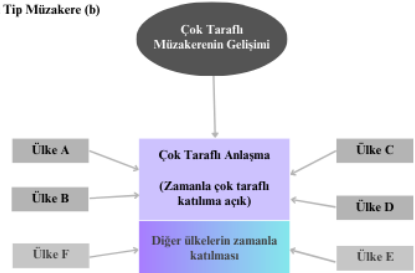 Tip Müzakere (b)
Çok Taraflı
Müzakerenin Gelişimi
Ülke A
Çok Taraflı Anlaşma
Ülke C
(Zamanla çok taraflı
katılıma açık)
Ülke B
Ülke D
Ülke F
Diğer ülkelerin zamanla
katılması
Ülke E